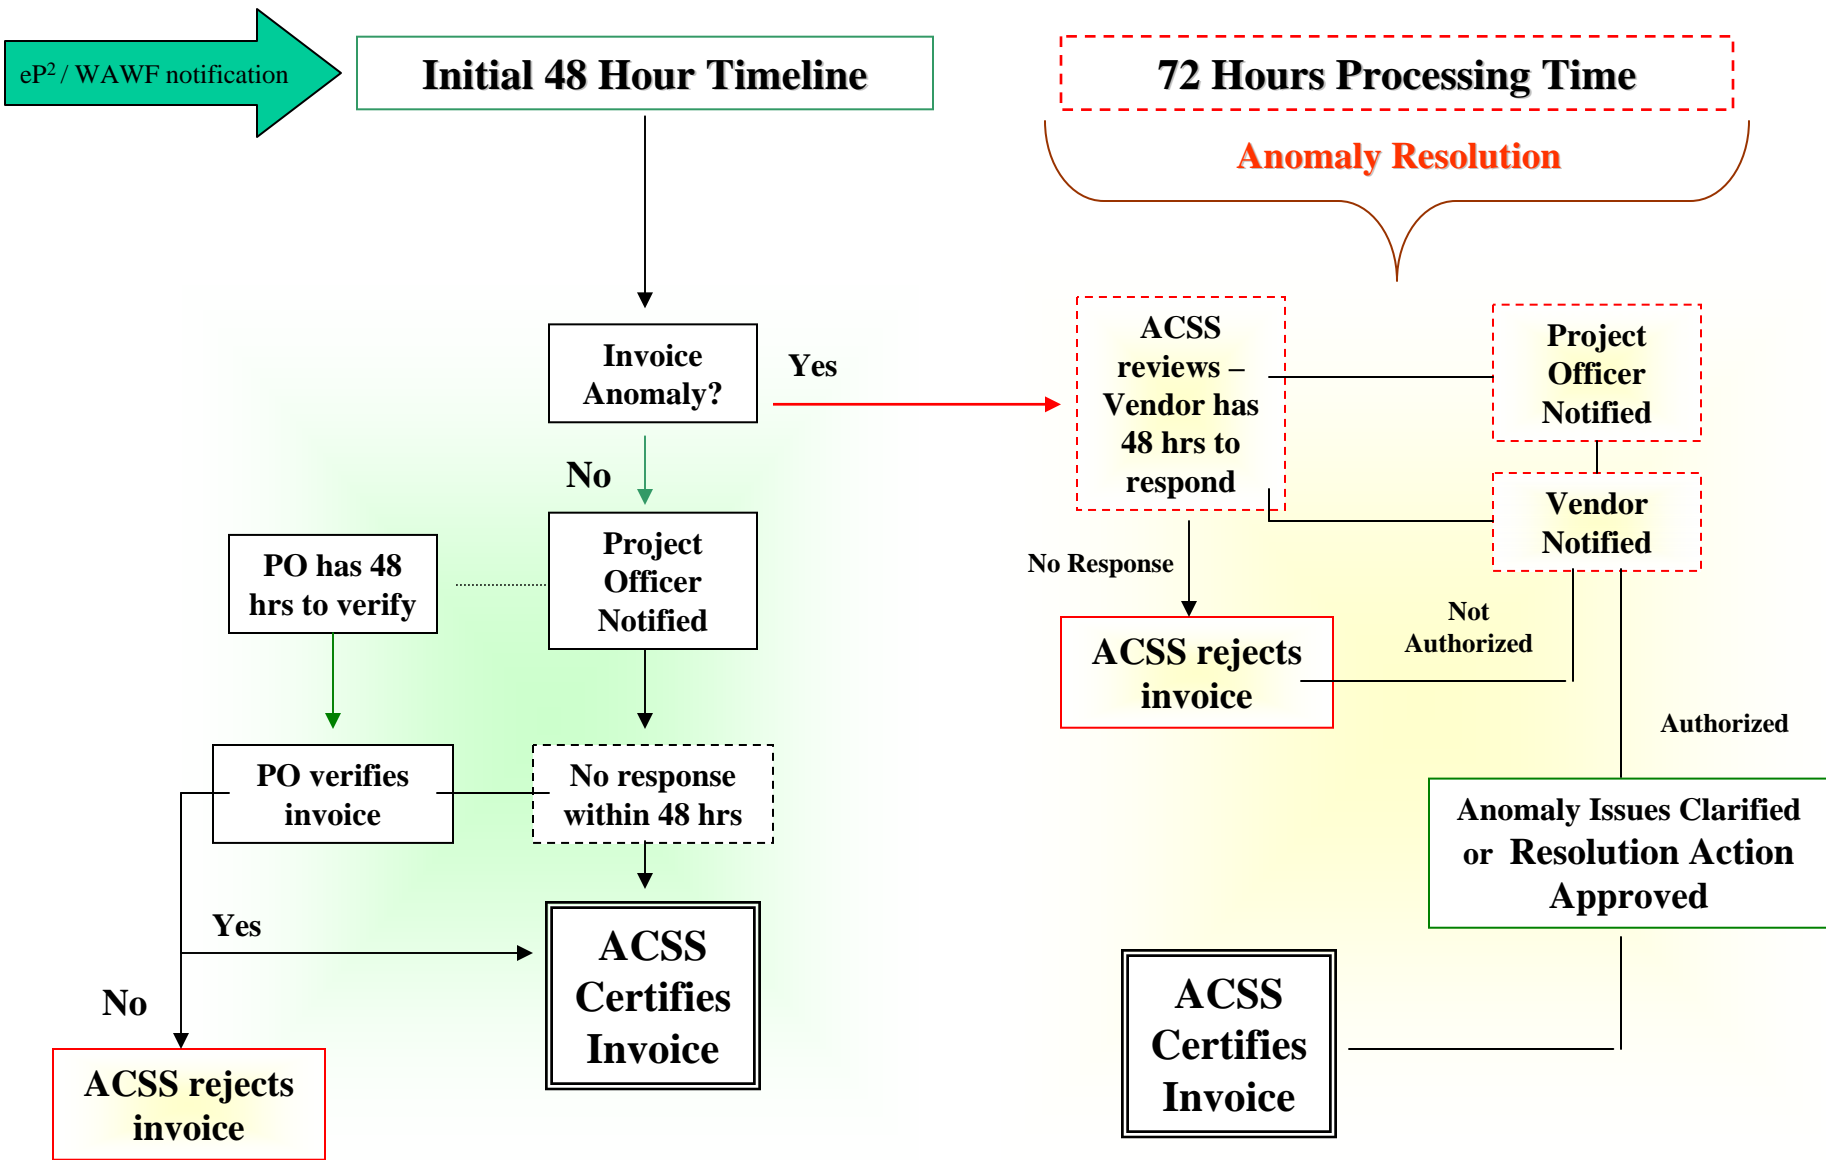 eP2 / WAWF notification
Initial 48 Hour Timeline
72 Hours Processing Time
Anomaly Resolution
Invoice
Anomaly?
Yes
No
Project
Officer
Notified
PO has 48
hrs to verify
PO verifies
invoice
No response
within 48 hrs
Yes
No
ACSS
Certifies
Invoice
ACSS rejects
invoice
ACSS
reviews –
Vendor has
48 hrs to
respond
Project
Officer
Notified
Vendor
Notified
No Response
Not
Authorized
ACSS rejects
invoice
Authorized
Anomaly Issues Clarified
or Resolution Action
Approved
ACSS
Certifies
Invoice